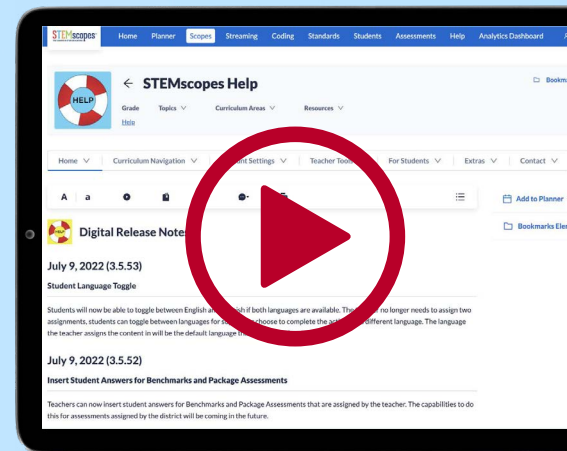 STEMscopes
Home Planner Scopes Streaming Coding Standards Students Assessments Help Analytics Dashboard
HELP
← STEMscopes Help
Grade Topics Curriculum Areas Resources
Help
Home Curriculum Navigation Settings Teacher For Students Extras Contact
A a
Add to Planner
HELP Digital Release Notes
Bookmarks
July 9, 2022 (3.5.53)
Student Language Toggle
Students will now be able to toggle between English if both languages are available. no longer needs to assign two
assignments, students can toggle between languages for choose to complete the different language. The language
the teacher assigns the content in will be the default language
July 9, 2022 (3.5.52)
Insert Student Answers for Benchmarks and Package Assessments
Teachers can now insert student answers for Benchmarks and Package Assessments that are assigned by the teacher. The capabilities to do
this for assessments assigned by the district will be coming in the future.